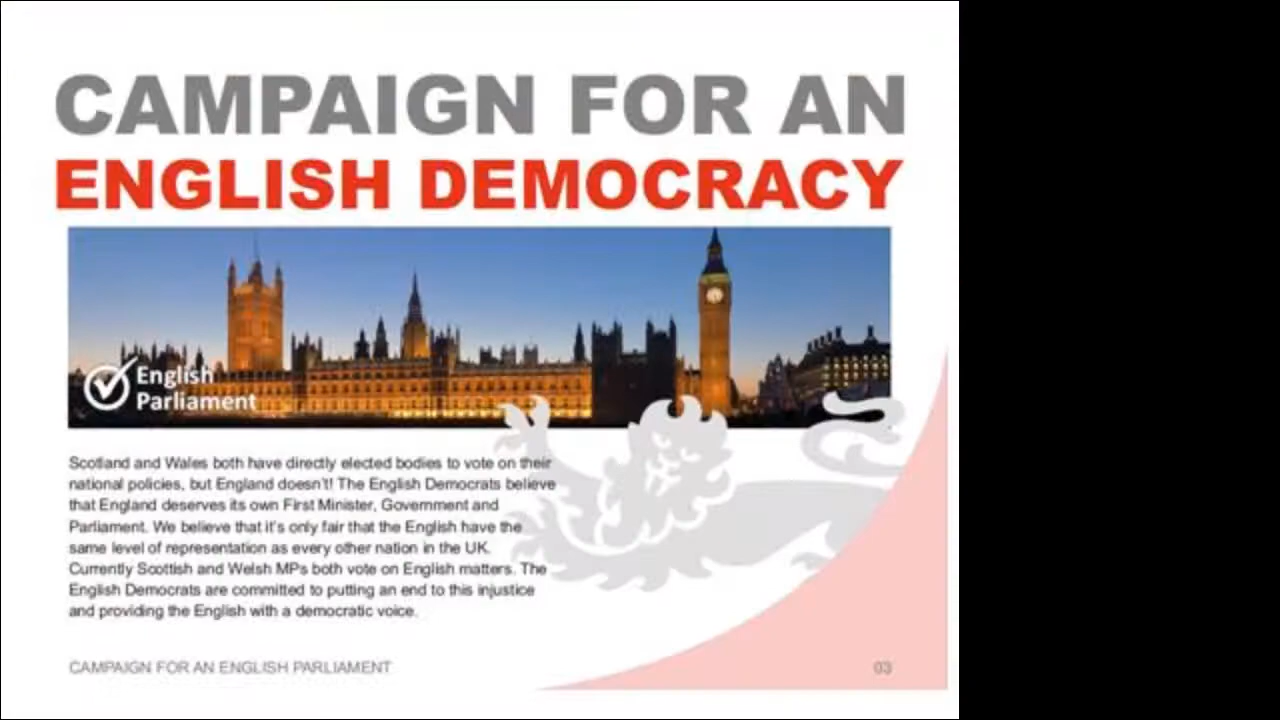 CAMPAIGN FOR AN
ENGLISH DEMOCRACY
English
Parliament
Scotland and Wales both have directly elected bodies to vote on their
national policies, but England doesn't! The English Democrats believe
that England deserves its own First Minister, Government and
Parliament. We believe that it's only fair that the English have the
same level of representation as every other nation in the UK.
Currently Scottish and Welsh MPs both vote on English matters. The
English Democrats are committed to putting an end to this injustice
and providing the English with a democratic voice.
CAMPAIGN FOR AN ENGLISH PARLIAMENT
03